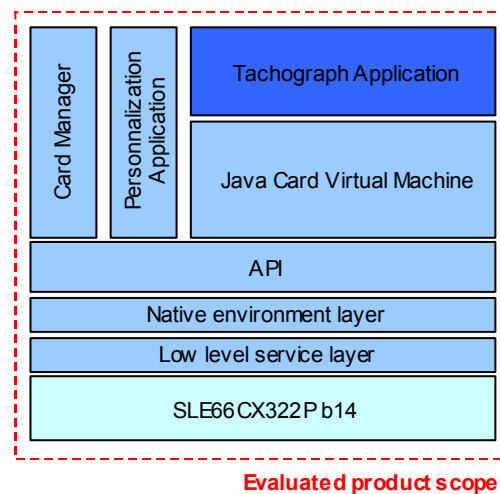 Card Manager
Personnalization
Application
Tachograph Application
Java Card Virtual Machine
API
Native environment layer
Low level service layer
SLE66CX322P b14
Evaluated product scope